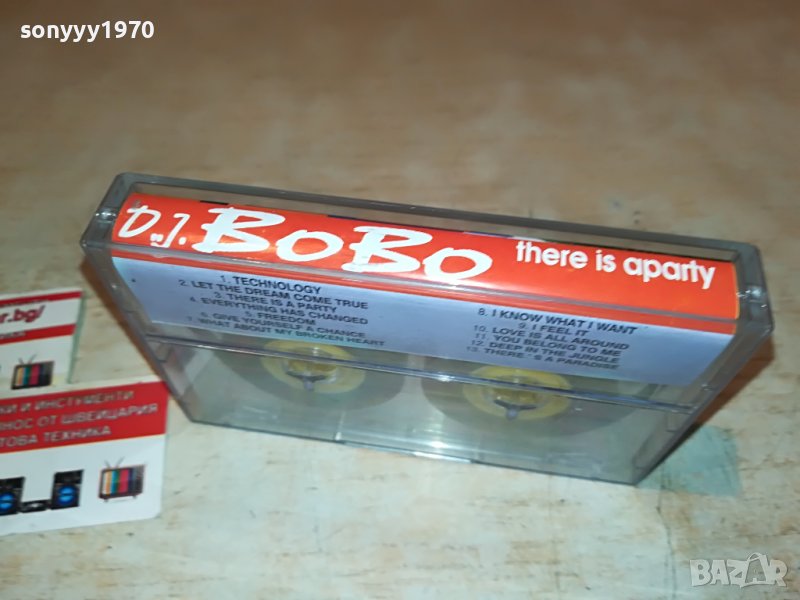 sonyyy1970
D.J. BOBO there is aparty
1. TECHNOLOGY
2. LET THE DREAM COME TRUE
3. THERE IS A PARTY
4. EVERYTHING HAS CHANGED
5. FREEDOM
6. GIVE YOURSELF A CHANCE
7. WHAT ABOUT MY BROKEN HEART
8. I KNOW WHAT I WANT
9. I FEEL IT
10. LOVE IS ALL AROUND
11. YOU BELONG TO ME
12. DEEP IN THE JUNGLE
13. THERE 'S A PARADISE
r.bg/
КИ И ИНСТРУМЕНТИ
ВНОС ОТ ШВЕЙЦАРИЯ
ТОВА ТЕХНИКА
BAZAR